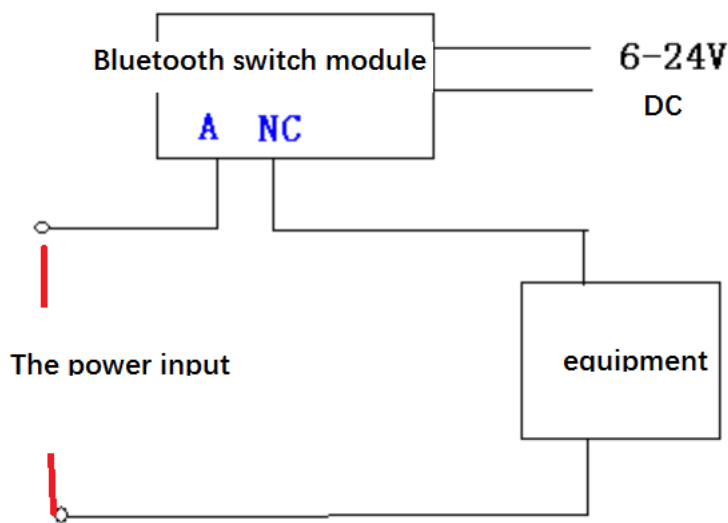 Bluetooth switch module
6-24V
DC
A NC
The power input
equipment